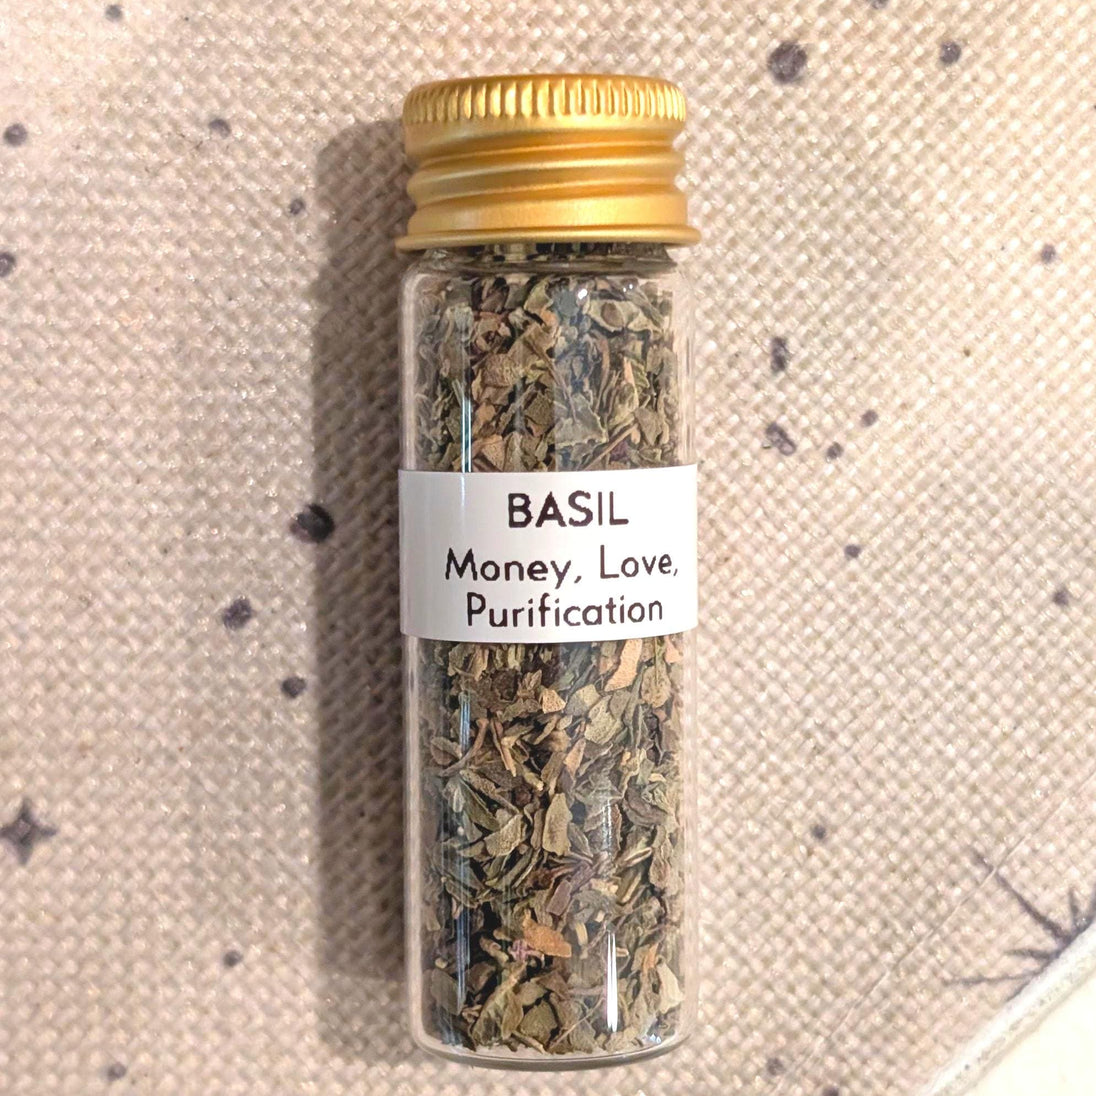 BASIL
Money, Love,
Purification